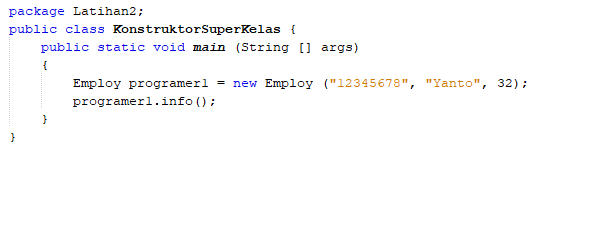 package Latihan2;
public class KonstruktorSuperKelas {
    public static void main (String [] args)
    {
        Employ programer1 = new Employ ("12345678", "Yanto", 32);
        programer1.info();
    }
}